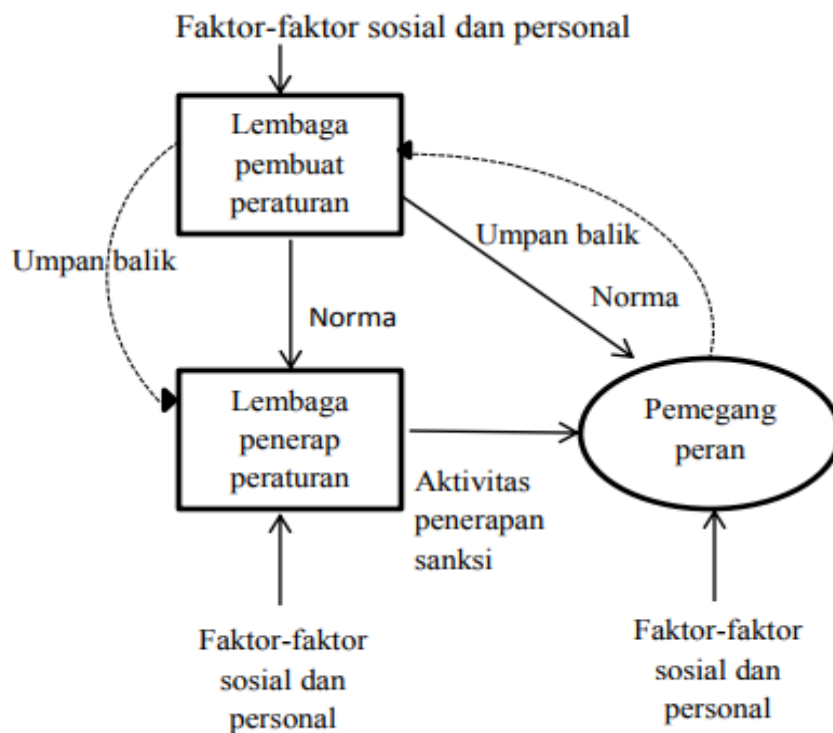 Faktor-faktor sosial dan personal
Lembaga
pembuat
peraturan
Umpan balik
Umpan balik
Norma
Norma
Lembaga
penerap
peraturan
Pemegang
peran
Aktivitas
penerapan
sanksi
Faktor-faktor
sosial dan
personal
Faktor-faktor
sosial dan
personal